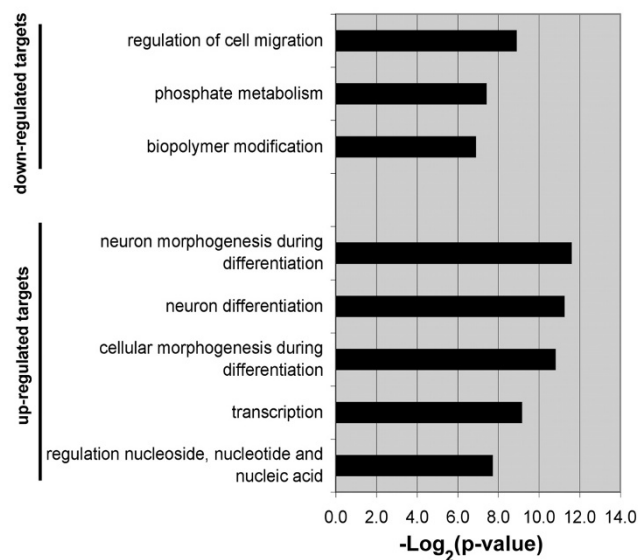 down-regulated targets
regulation of cell migration
phosphate metabolism
biopolymer modification
up-regulated targets
neuron morphogenesis during
differentiation
neuron differentiation
cellular morphogenesis during
differentiation
transcription
regulation nucleoside, nucleotide and
nucleic acid
0.0 2.0 4.0 6.0 8.0 10.0 12.0 14.0
-Log2(p-value)